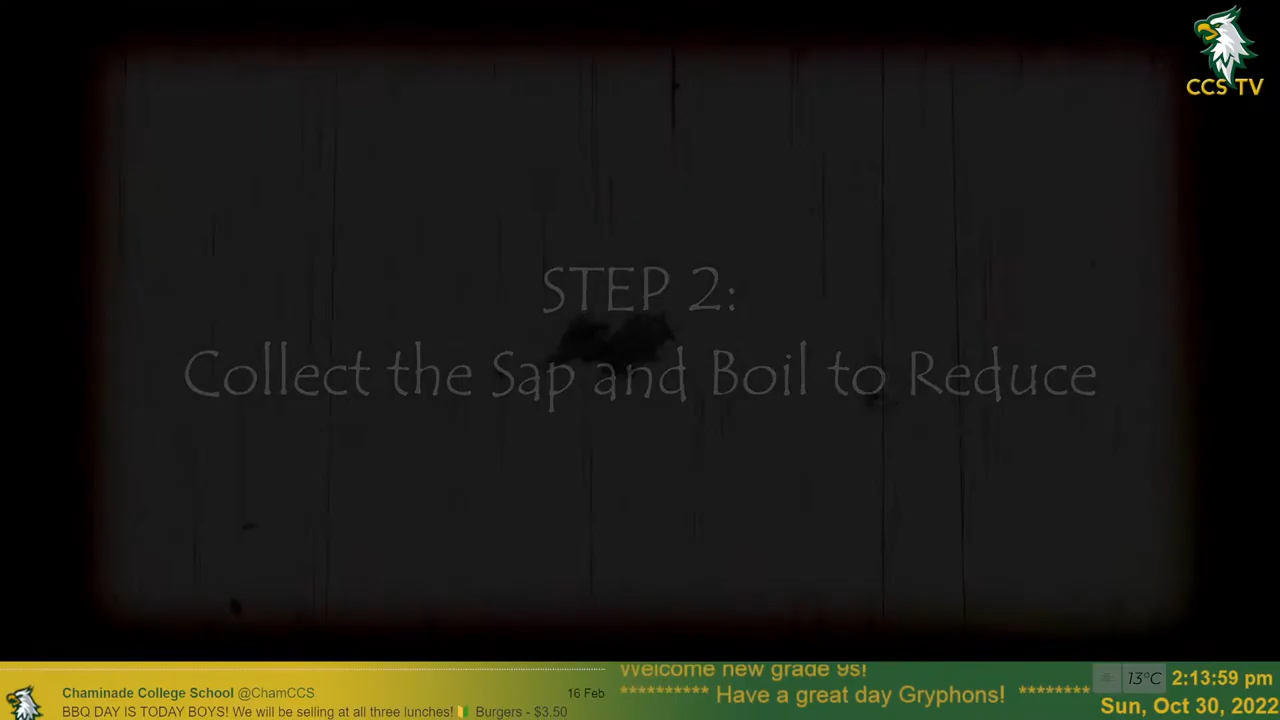 CCS TV
STEP 2:
Collect the Sap and Boil to Reduce
Welcome new grade 9s!
********** Have a great day Gryphons! ********
Chaminade College School @ChamCCS 16 Feb
BBQ DAY IS TODAY BOYS! We will be selling at all three lunches! Burgers - $3.50
13°C
2:13:59 pm
Sun, Oct 30, 2022